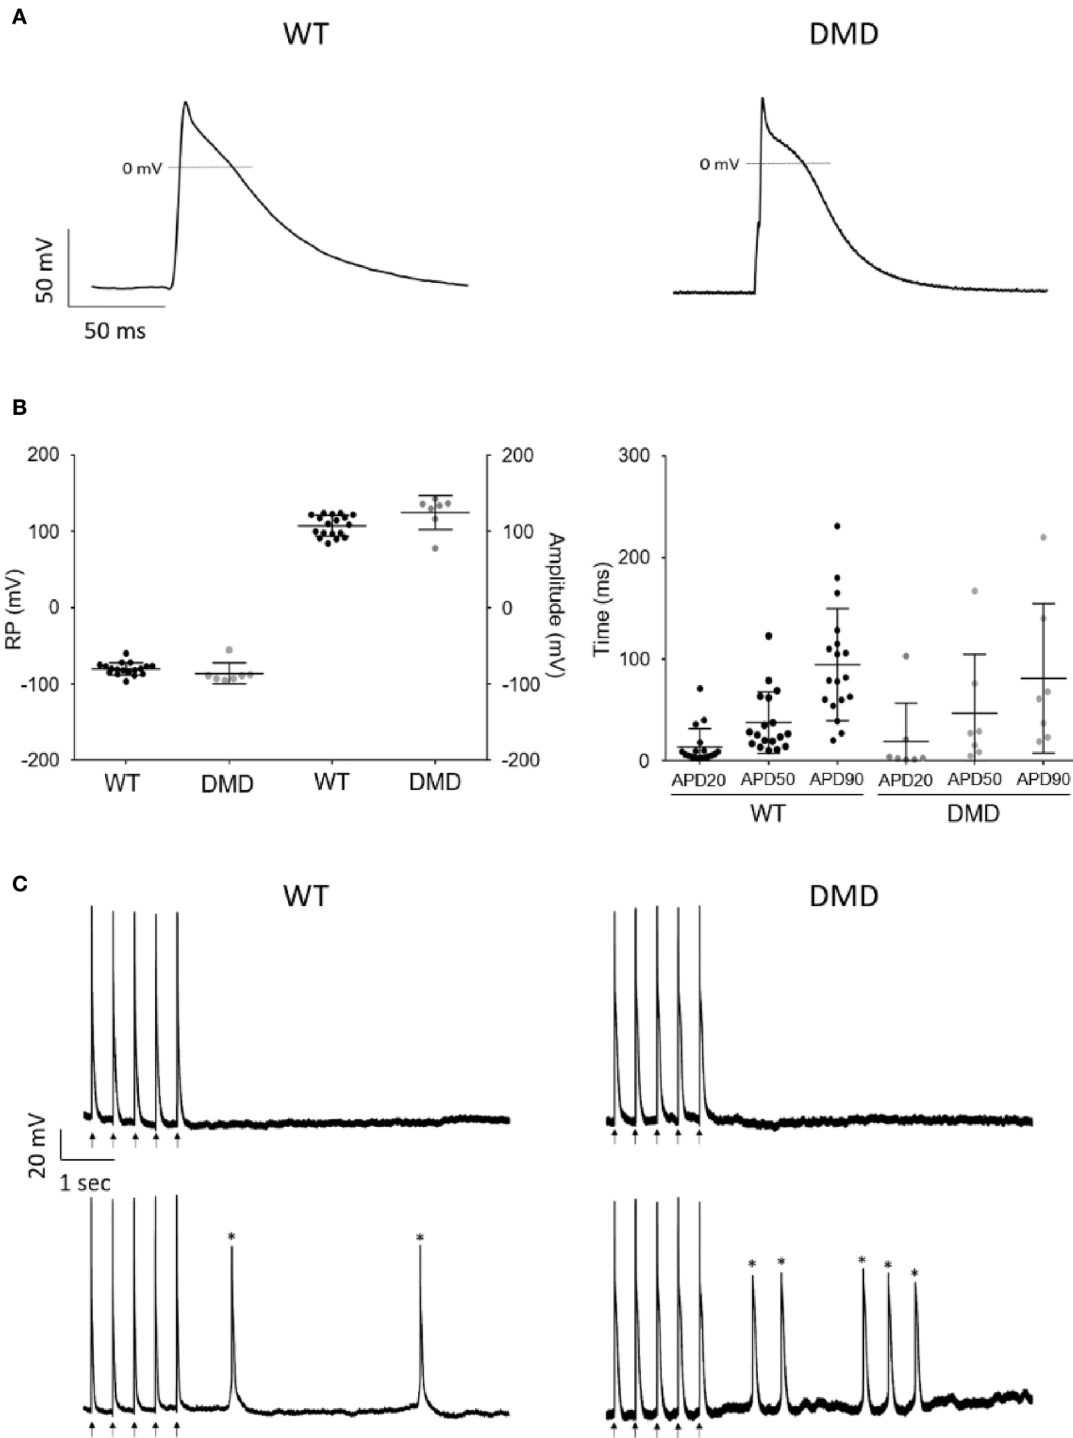 A
WT DMD
0 mV 0 mV
50 mV
50 ms
B
200 200 300
100 100 200
0 0 100
-100 -100 0
-200 -200
RP (mV)
Amplitude (mV)
Time (ms)
WT DMD WT DMD
APD20 APD50 APD90 APD20 APD50 APD90
WT DMD
C
WT DMD
20 mV
1 sec
* *
* * * * *